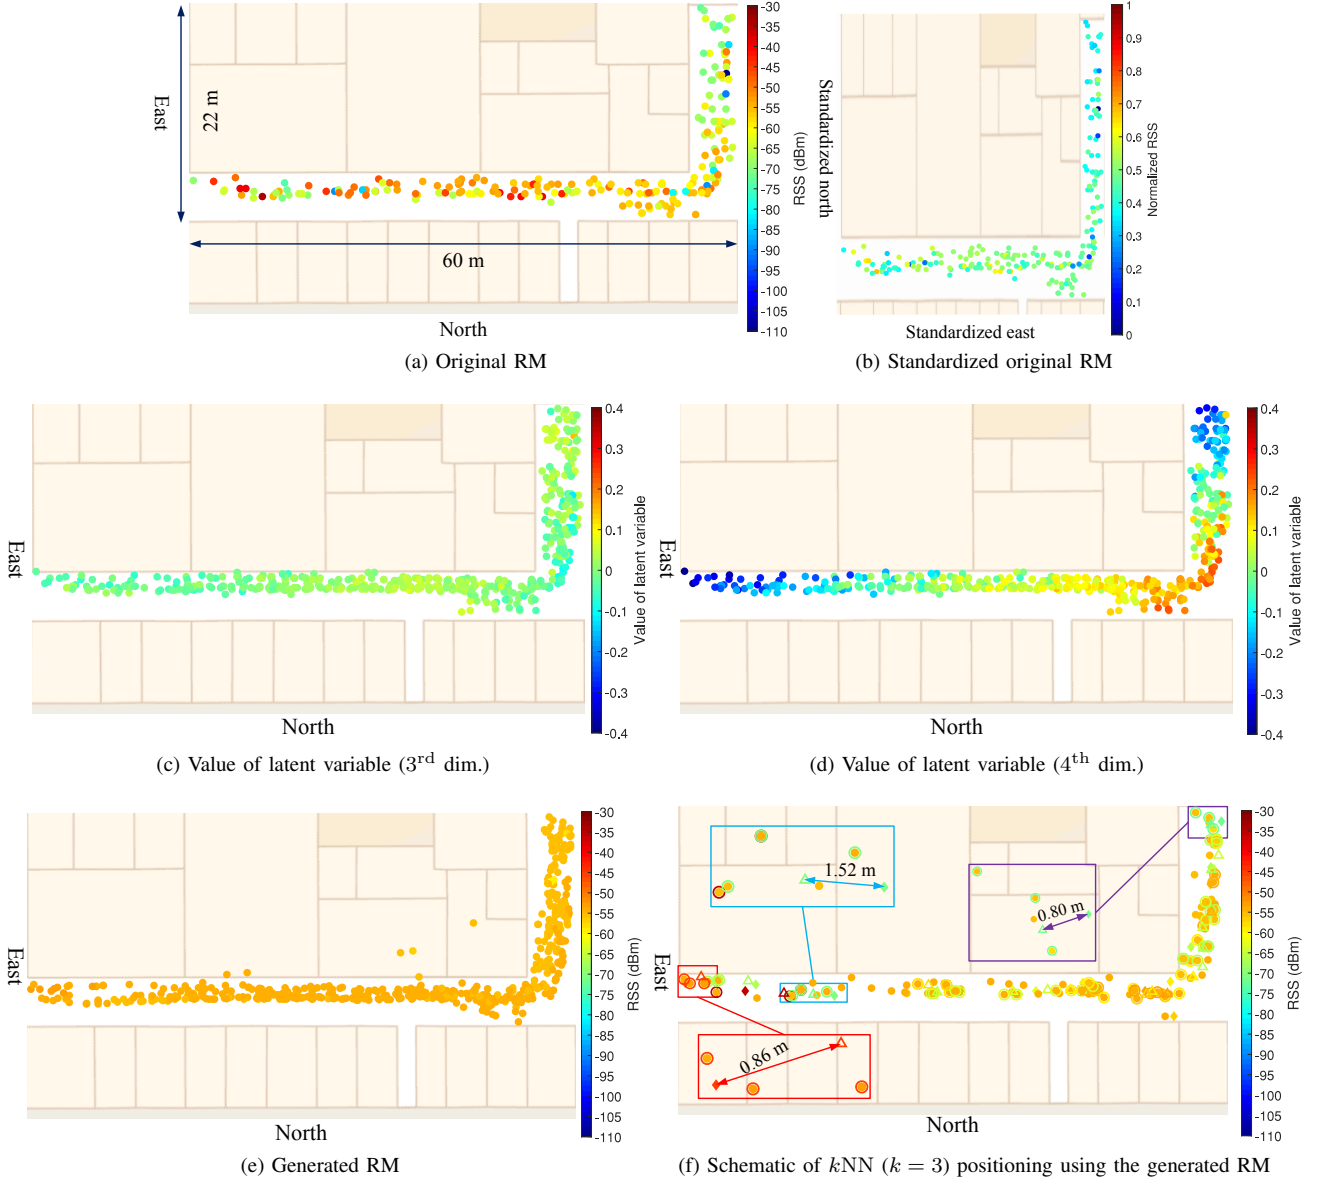 East
22 m
60 m
North
-30
-35
-40
-45
-50
-55
-60
-65
-70
-75
-80
-85
-90
-95
-100
-105
-110
RSS (dBm)
(a) Original RM
Standardized north
Standardized east
1
0.9
0.8
0.7
0.6
0.5
0.4
0.3
0.2
0.1
0
Normalized RSS
(b) Standardized original RM
East
North
0.4
0.3
0.2
0.1
0
-0.1
-0.2
-0.3
-0.4
Value of latent variable
(c) Value of latent variable (3rd dim.)
East
North
0.4
0.3
0.2
0.1
0
-0.1
-0.2
-0.3
-0.4
Value of latent variable
(d) Value of latent variable (4th dim.)
East
North
-30
-35
-40
-45
-50
-55
-60
-65
-70
-75
-80
-85
-90
-95
-100
-105
-110
RSS (dBm)
(e) Generated RM
East
1.52 m
0.80 m
0.86 m
North
-30
-35
-40
-45
-50
-55
-60
-65
-70
-75
-80
-85
-90
-95
-100
-105
-110
RSS (dBm)
(f) Schematic of kNN (k = 3) positioning using the generated RM